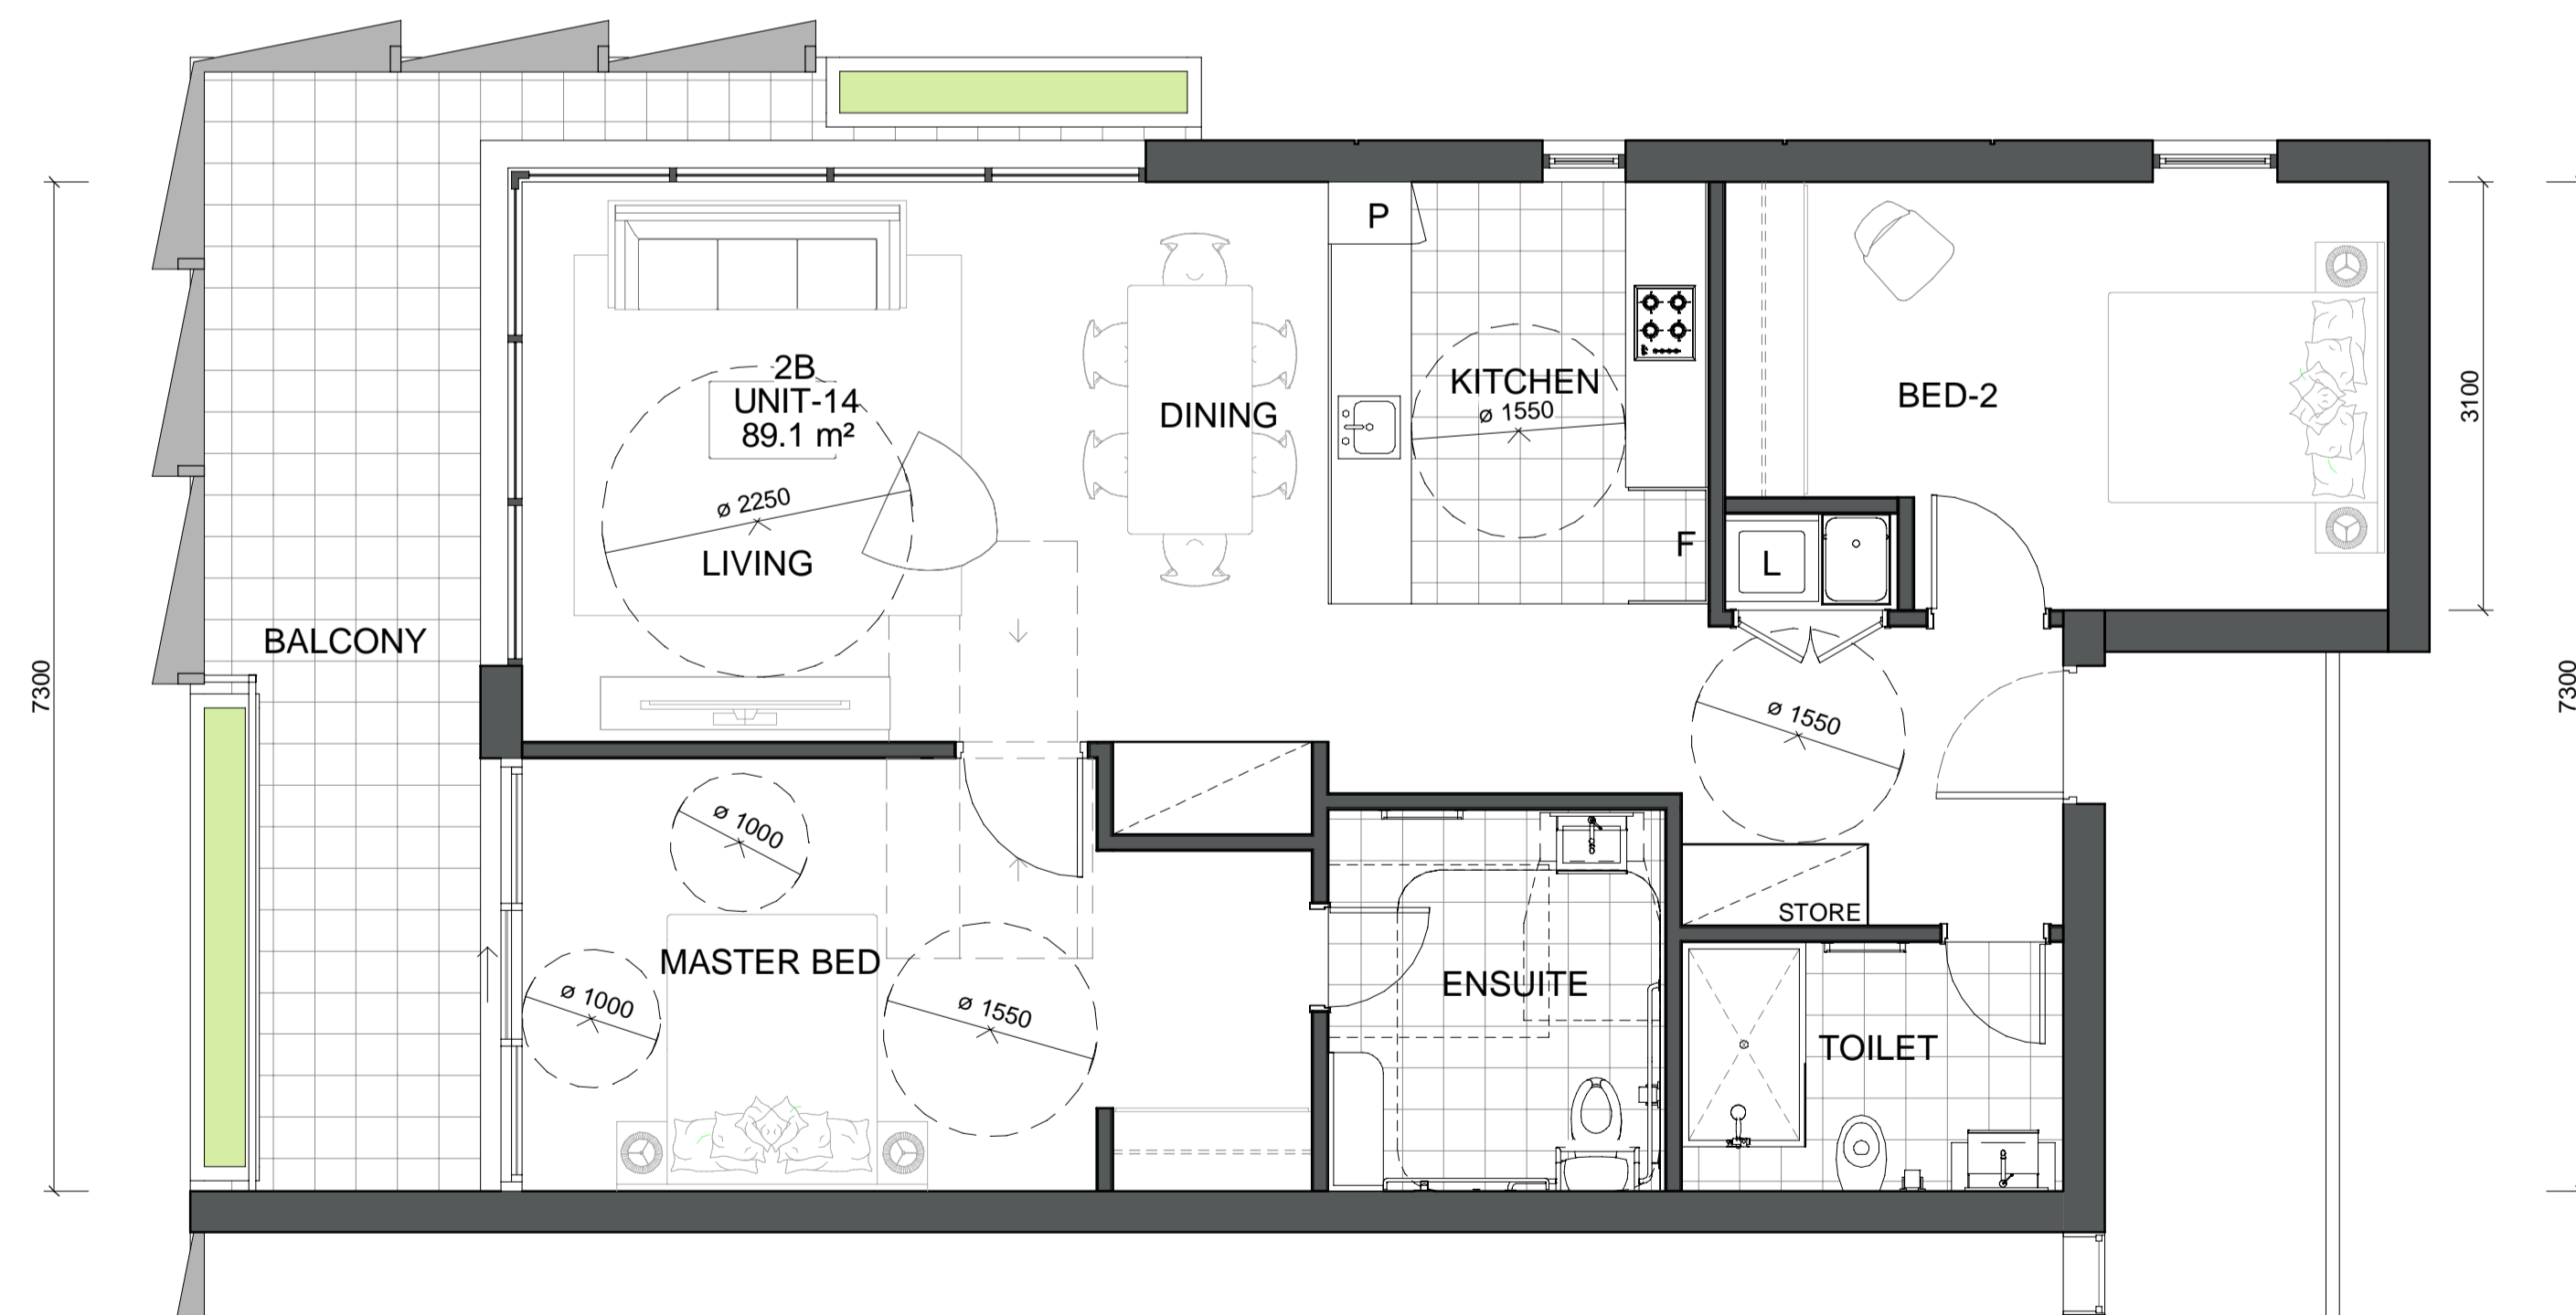 P
2B
UNIT-14
89.1 m²
KITCHEN
ø 1550
DINING
BED-2
3100
ø 2250
LIVING
F
L
BALCONY
7300
7300
ø 1550
ø 1000
STORE
MASTER BED
ENSUITE
ø 1000
ø 1550
TOILET